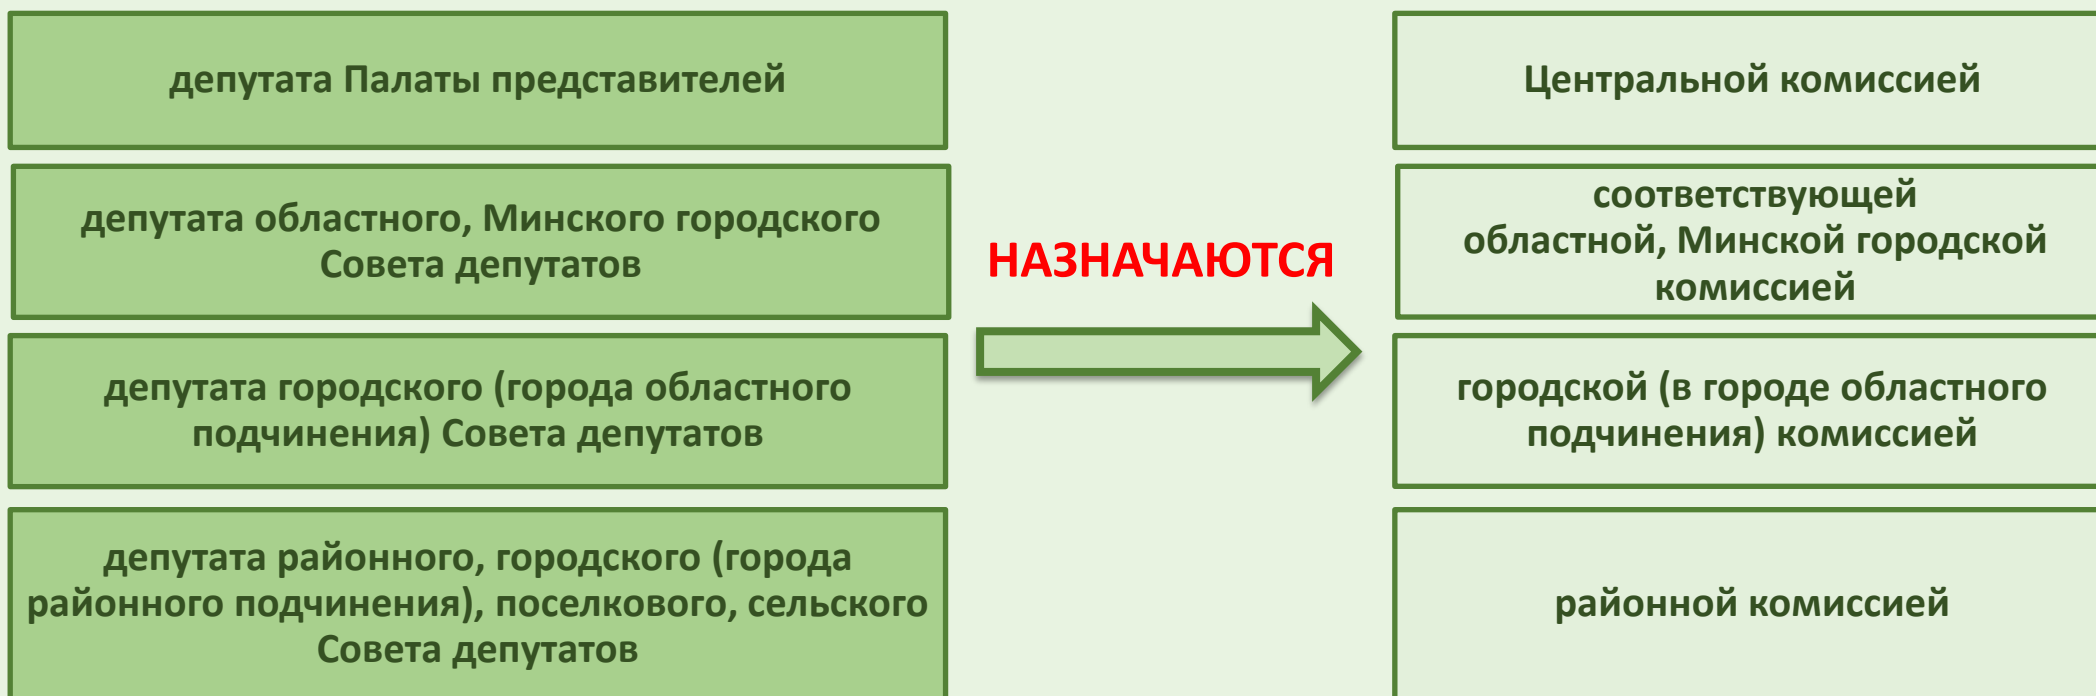 депутата Палаты представителей
Центральной комиссией
депутата областного, Минского городского
Совета депутатов
НАЗНАЧАЮТСЯ
соответствующей
областной, Минской городской
комиссией
депутата городского (города областного
подчинения) Совета депутатов
городской (в городе областного
подчинения) комиссией
депутата районного, городского (города
районного подчинения), поселкового, сельского
Совета депутатов
районной комиссией